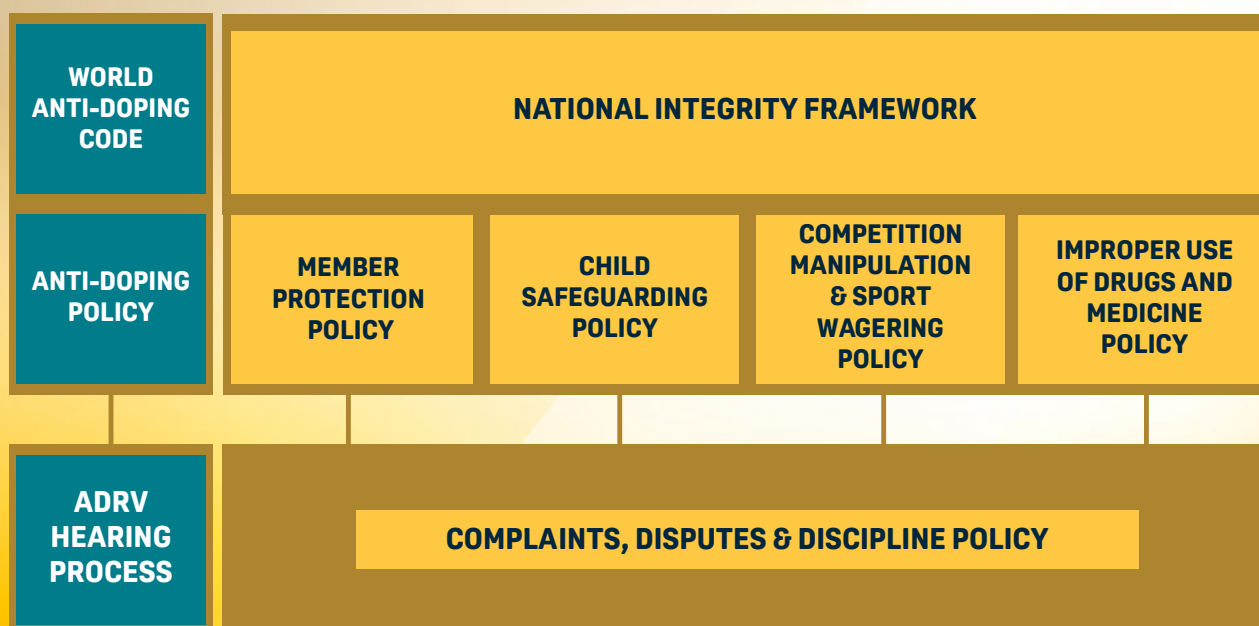 WORLD
ANTI-DOPING
CODE
NATIONAL INTEGRITY FRAMEWORK
ANTI-DOPING
POLICY
MEMBER
PROTECTION
POLICY
CHILD
SAFEGUARDING
POLICY
COMPETITION
MANIPULATION
& SPORT
WAGERING
POLICY
IMPROPER USE
OF DRUGS AND
MEDICINE
POLICY
ADRV
HEARING
PROCESS
COMPLAINTS, DISPUTES & DISCIPLINE POLICY